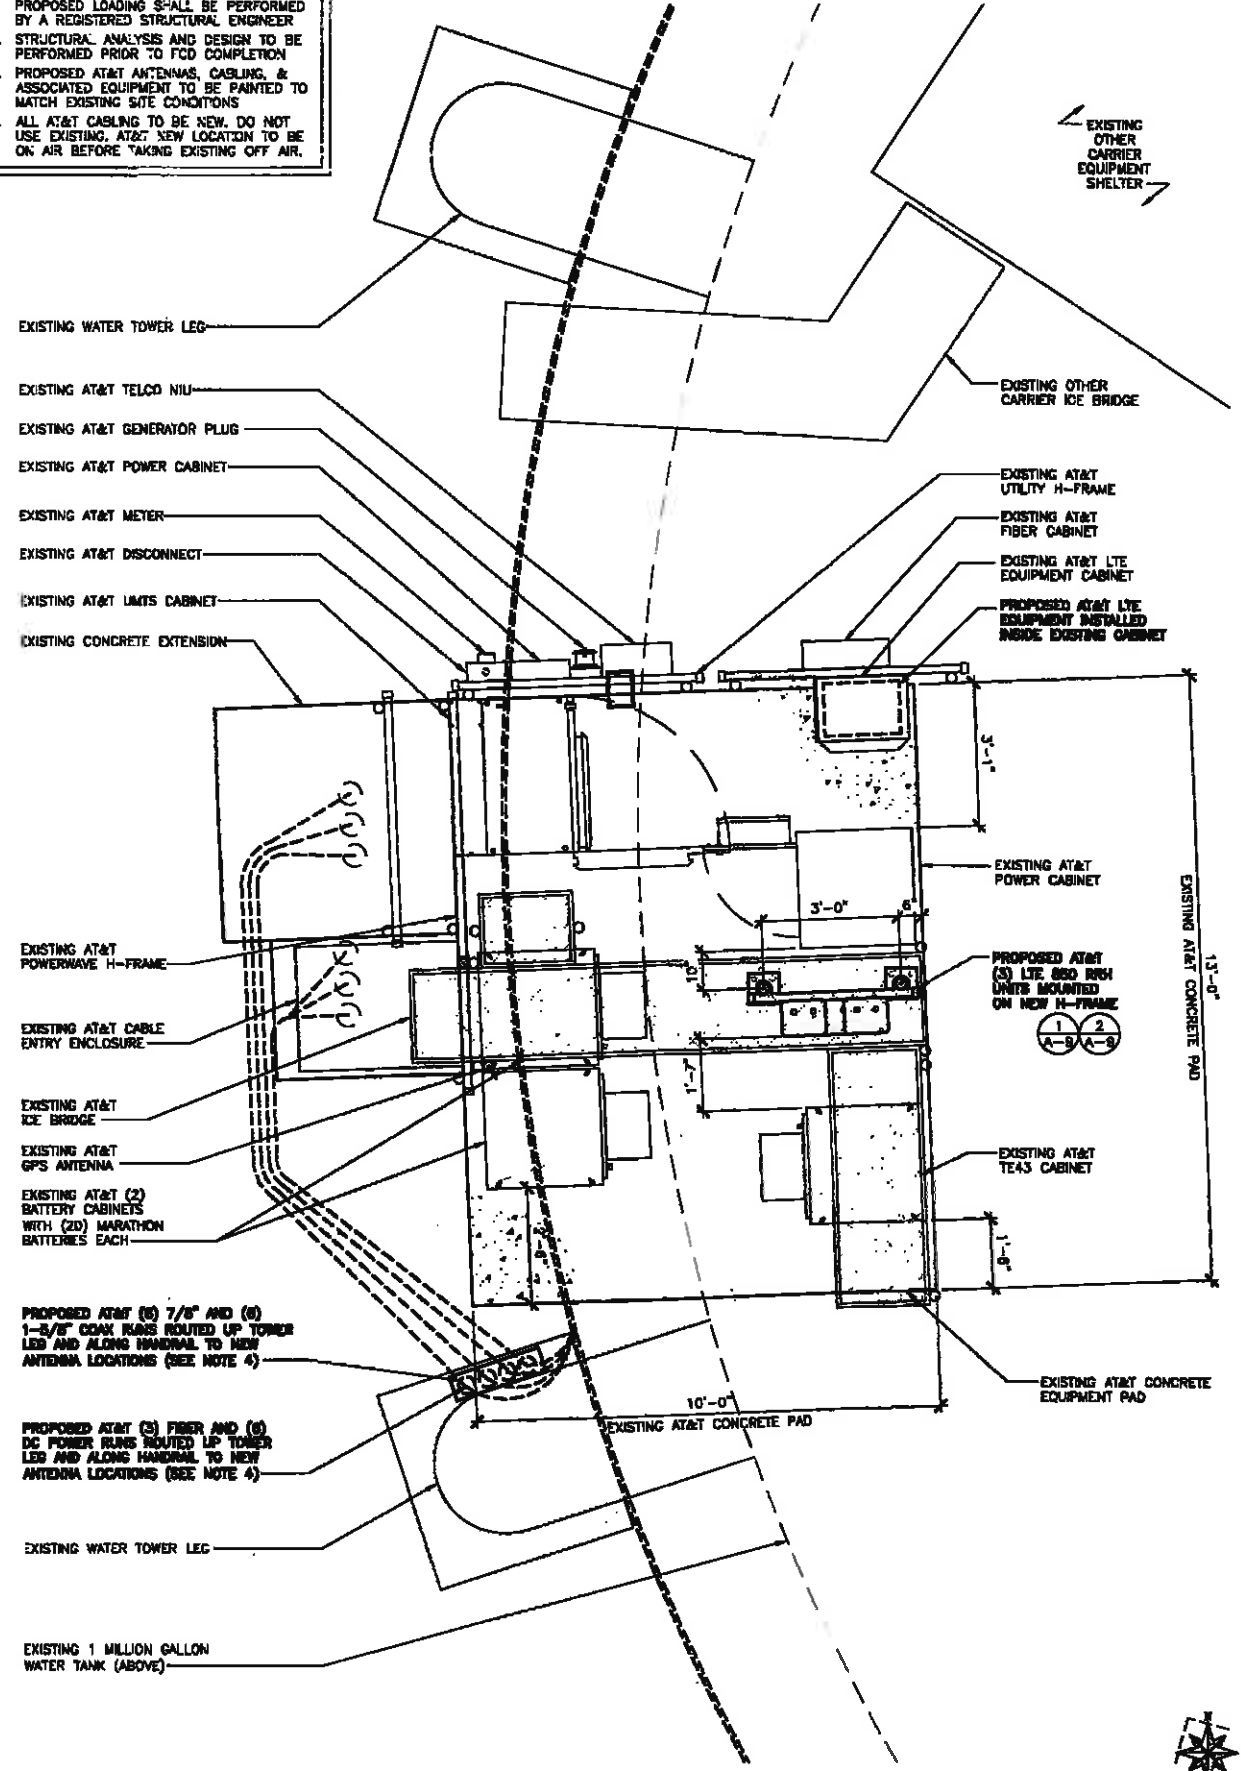 PROPOSED LOADING SHALL BE PERFORMED
BY A REGISTERED STRUCTURAL ENGINEER
STRUCTURAL ANALYSIS AND DESIGN TO BE
PERFORMED PRIOR TO FCD COMPLETION
PROPOSED AT&T ANTENNAS, CABLING, &
ASSOCIATED EQUIPMENT TO BE PAINTED TO
MATCH EXISTING SITE CONDITIONS
ALL AT&T CABLING TO BE NEW. DO NOT
USE EXISTING. AT&T NEW LOCATION TO BE
ON AIR BEFORE TAKING EXISTING OFF AIR.
EXISTING
OTHER
CARRIER
EQUIPMENT
SHELTER
EXISTING WATER TOWER LEG
EXISTING AT&T TELCO NIU
EXISTING AT&T GENERATOR PLUG
EXISTING AT&T POWER CABINET
EXISTING AT&T METER
EXISTING AT&T DISCONNECT
EXISTING AT&T UMTS CABINET
EXISTING CONCRETE EXTENSION
EXISTING OTHER
CARRIER ICE BRIDGE
EXISTING AT&T
UTILITY H-FRAME
EXISTING AT&T
FIBER CABINET
EXISTING AT&T LTE
EQUIPMENT CABINET
PROPOSED AT&T LTE
EQUIPMENT INSTALLED
INSIDE EXISTING CABINET
3'-1"
EXISTING AT&T
POWER CABINET
3'-0"
6"
10"
EXISTING AT&T CONCRETE PAD
13'-0"
EXISTING AT&T
POWERWAVE H-FRAME
PROPOSED AT&T
(3) LTE 850 RRH
UNITS MOUNTED
ON NEW H-FRAME
1 2
A-9 A-9
EXISTING AT&T CABLE
ENTRY ENCLOSURE
1'-7"
EXISTING AT&T
ICE BRIDGE
EXISTING AT&T
GPS ANTENNA
EXISTING AT&T
TE43 CABINET
EXISTING AT&T (2)
BATTERY CABINETS
WITH (20) MARATHON
BATTERIES EACH
1'-6"
PROPOSED AT&T (6) 7/8" AND (6)
1-5/8" COAX RUNS ROUTED UP TOWER
LEG AND ALONG HANDRAIL TO NEW
ANTENNA LOCATIONS (SEE NOTE 4)
EXISTING AT&T CONCRETE
EQUIPMENT PAD
10'-0"
EXISTING AT&T CONCRETE PAD
PROPOSED AT&T (3) FIBER AND (6)
DC POWER RUNS ROUTED UP TOWER
LEG AND ALONG HANDRAIL TO NEW
ANTENNA LOCATIONS (SEE NOTE 4)
EXISTING WATER TOWER LEG
EXISTING 1 MILLION GALLON
WATER TANK (ABOVE)